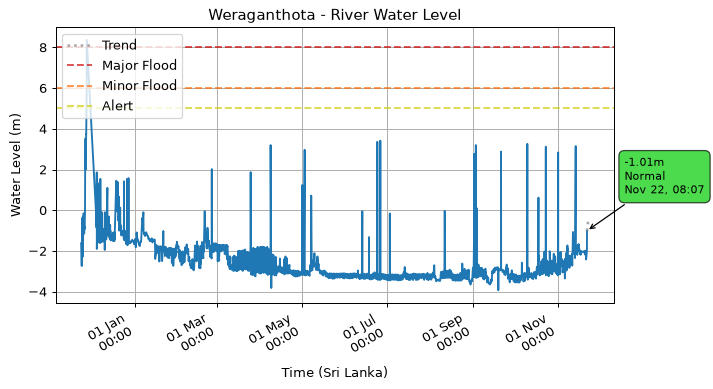 Weraganthota - River Water Level
Water Level (m)
8
6
4
2
0
−2
−4
Trend
Major Flood
Minor Flood
Alert
-1.01m
Normal
Nov 22, 08:07
01 Jan
00:00
01 Mar
00:00
01 May
00:00
01 Jul
00:00
01 Sep
00:00
01 Nov
00:00
Time (Sri Lanka)